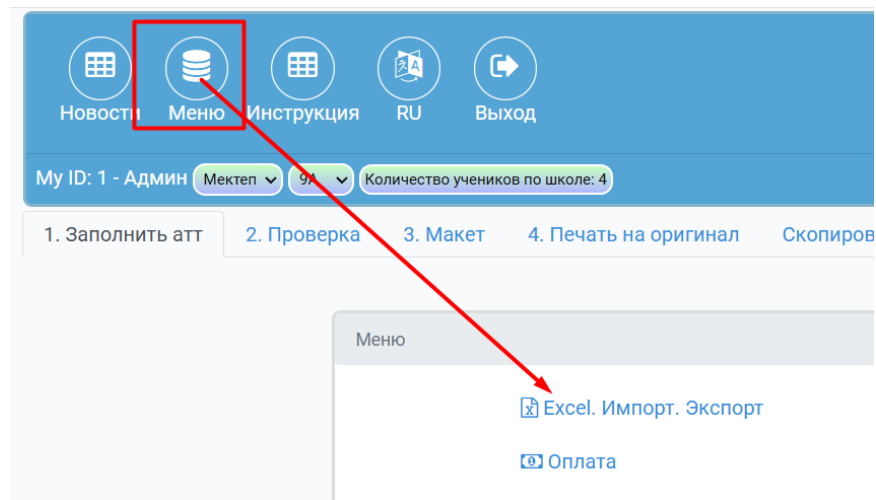 Новости Меню Инструкция RU Выход
My ID: 1 - Админ Мектеп 9А Количество учеников по школе: 4
1. Заполнить атт 2. Проверка 3. Макет 4. Печать на оригинал Скопиров
Меню
Excel. Импорт. Экспорт
Оплата